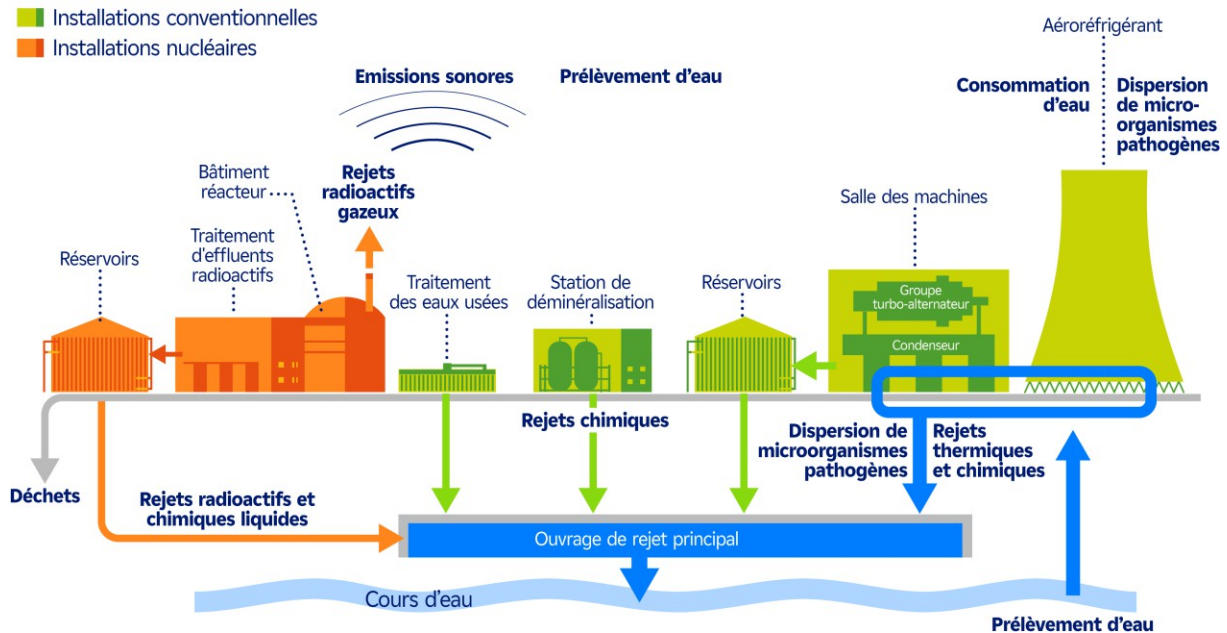 Installations conventionnelles
Installations nucléaires
Emissions sonores
Prélèvement d'eau
Aéroréfrigérant
Consommation
d'eau
Dispersion
de micro-
organismes
pathogènes
Bâtiment
réacteur
Rejets
radioactifs
gazeux
Salle des machines
Réservoirs
Traitement
d'effluents
radioactifs
Traitement
des eaux usées
Station de
déminéralisation
Réservoirs
Groupe
turbo-alternateur
Condenseur
Rejets chimiques
Dispersion de
microorganismes
pathogènes
Rejets
thermiques
et chimiques
Déchets
Rejets radioactifs et
chimiques liquides
Ouvrage de rejet principal
Cours d'eau
Prélèvement d'eau